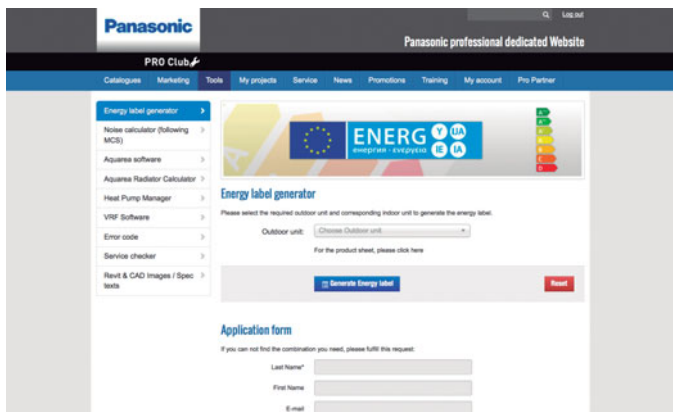 Log out
Panasonic
Panasonic professional dedicated Website
PRO Club
Catalogues Marketing Tools My projects Service News Promotions Training My account Pro Partner
Energy label generator
Noise calculator (following
MCS)
Aquarea software
Aquarea Radiator Calculator
Heat Pump Manager
VRF Software
Error code
Service checker
Revit & CAD Images / Spec
texts
ENERG Y UA
енергия · ενεργεια IE IA
Energy label generator
Please select the required outdoor unit and corresponding indoor unit to generate the energy label.
Outdoor unit: Choose Outdoor unit
For the product sheet, please click here
Generate Energy label Reset
Application form
If you can not find the combination you need, please fulfill this request:
Last Name*
First Name
E-mail